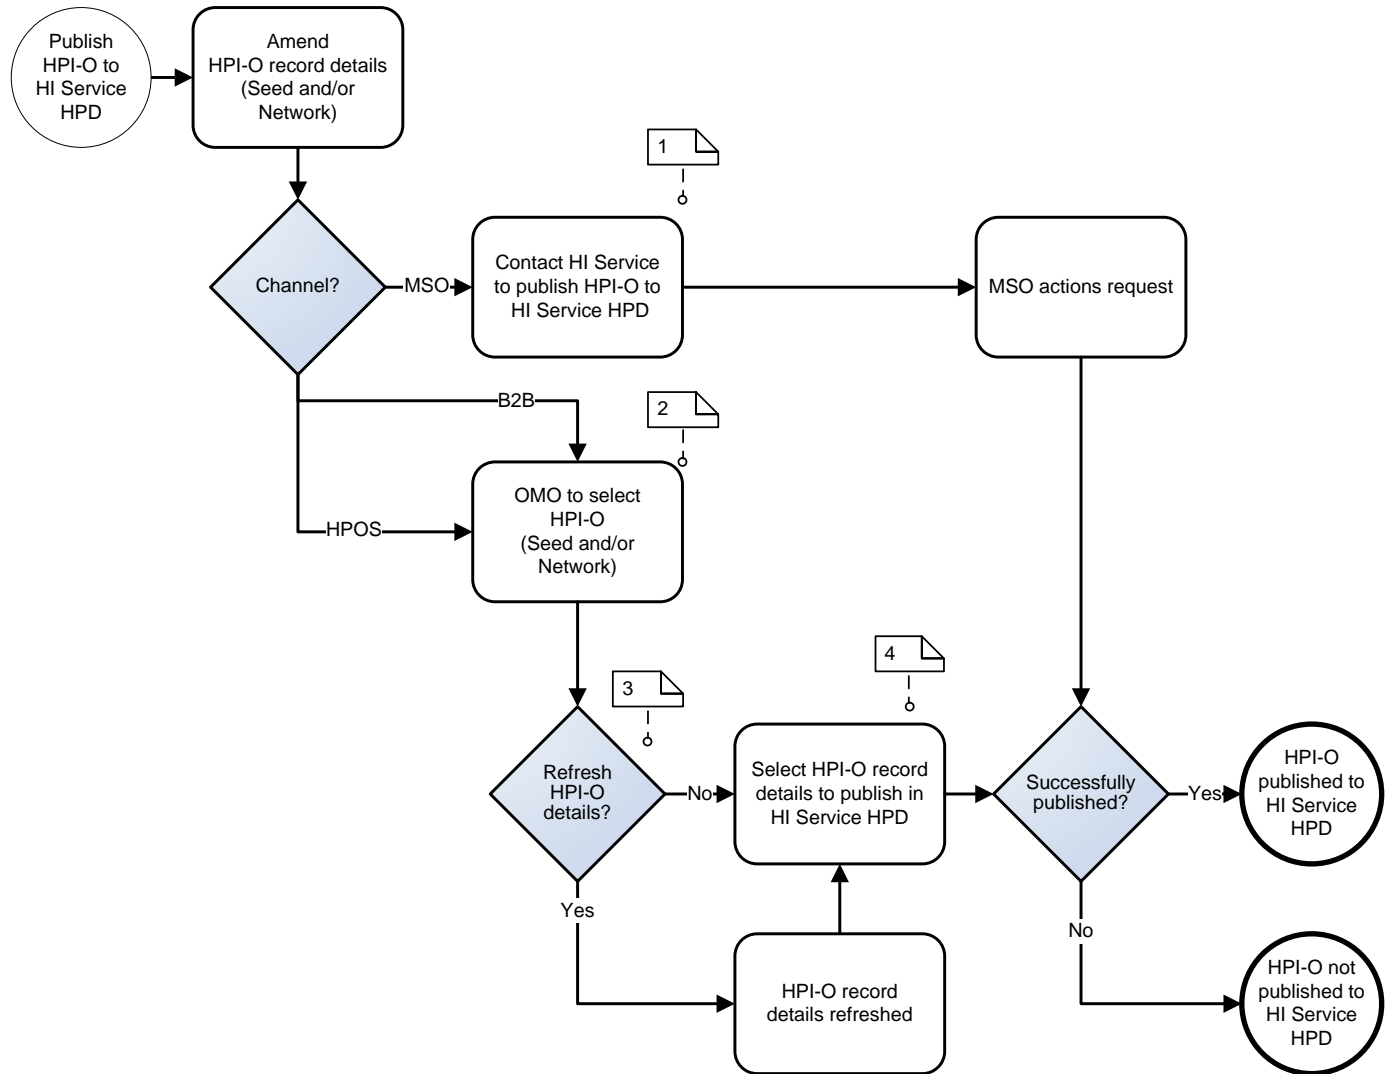 Publish
HPI-O to
HI Service
HPD
Amend
HPI-O record details
(Seed and/or
Network)
1
Channel?
MSO
Contact HI Service
to publish HPI-O to
HI Service HPD
MSO actions request
B2B
2
HPOS
OMO to select
HPI-O
(Seed and/or
Network)
3
4
Refresh
HPI-O
details?
No
Select HPI-O record
details to publish in
HI Service HPD
Successfully
published?
Yes
HPI-O
published to
HI Service
HPD
Yes
HPI-O record
details refreshed
No
HPI-O not
published to
HI Service
HPD